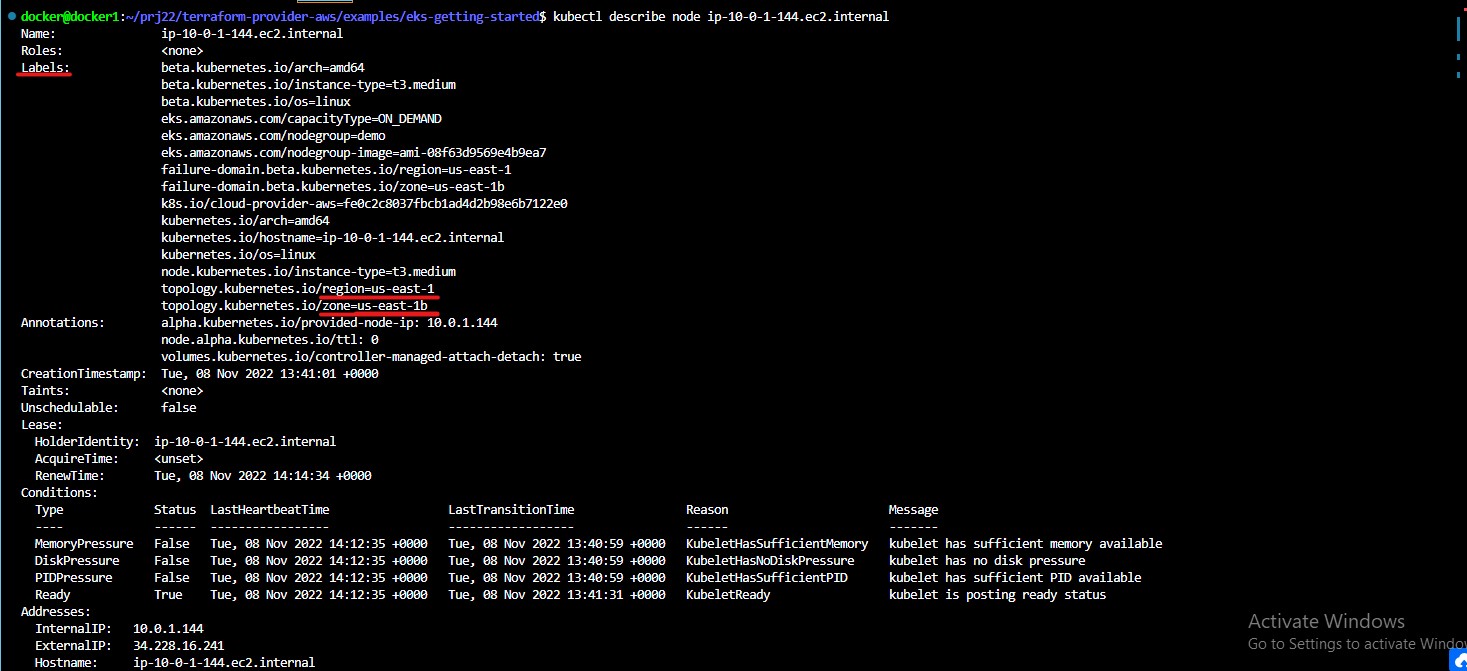 docker@docker1:~/prj22/terraform-provider-aws/examples/eks-getting-started$ kubectl describe node ip-10-0-1-144.ec2.internal
Name:               ip-10-0-1-144.ec2.internal
Roles:              <none>
Labels:             beta.kubernetes.io/arch=amd64
                    beta.kubernetes.io/instance-type=t3.medium
                    beta.kubernetes.io/os=linux
                    eks.amazonaws.com/capacityType=ON_DEMAND
                    eks.amazonaws.com/nodegroup=demo
                    eks.amazonaws.com/nodegroup-image=ami-08f63d9569e4b9ea7
                    failure-domain.beta.kubernetes.io/region=us-east-1
                    failure-domain.beta.kubernetes.io/zone=us-east-1b
                    k8s.io/cloud-provider-aws=fe0c2c8037fbcb1ad4d2b98e6b7122e0
                    kubernetes.io/arch=amd64
                    kubernetes.io/hostname=ip-10-0-1-144.ec2.internal
                    kubernetes.io/os=linux
                    node.kubernetes.io/instance-type=t3.medium
                    topology.kubernetes.io/region=us-east-1
                    topology.kubernetes.io/zone=us-east-1b
Annotations:        alpha.kubernetes.io/provided-node-ip: 10.0.1.144
                    node.alpha.kubernetes.io/ttl: 0
                    volumes.kubernetes.io/controller-managed-attach-detach: true
CreationTimestamp:  Tue, 08 Nov 2022 13:41:01 +0000
Taints:             <none>
Unschedulable:      false
Lease:
  HolderIdentity:  ip-10-0-1-144.ec2.internal
  AcquireTime:     <unset>
  RenewTime:       Tue, 08 Nov 2022 14:14:34 +0000
Conditions:
  Type             Status  LastHeartbeatTime                 LastTransitionTime                Reason                       Message
  ----             ------  -----------------                 ------------------                ------                       -------
  MemoryPressure   False   Tue, 08 Nov 2022 14:12:35 +0000   Tue, 08 Nov 2022 13:40:59 +0000   KubeletHasSufficientMemory   kubelet has sufficient memory available
  DiskPressure     False   Tue, 08 Nov 2022 14:12:35 +0000   Tue, 08 Nov 2022 13:40:59 +0000   KubeletHasNoDiskPressure     kubelet has no disk pressure
  PIDPressure      False   Tue, 08 Nov 2022 14:12:35 +0000   Tue, 08 Nov 2022 13:40:59 +0000   KubeletHasSufficientPID      kubelet has sufficient PID available
  Ready            True    Tue, 08 Nov 2022 14:12:35 +0000   Tue, 08 Nov 2022 13:41:31 +0000   KubeletReady                 kubelet is posting ready status
Addresses:
  InternalIP:   10.0.1.144
  ExternalIP:   34.228.16.241
  Hostname:     ip-10-0-1-144.ec2.internal
Activate Windows
Go to Settings to activate Windo